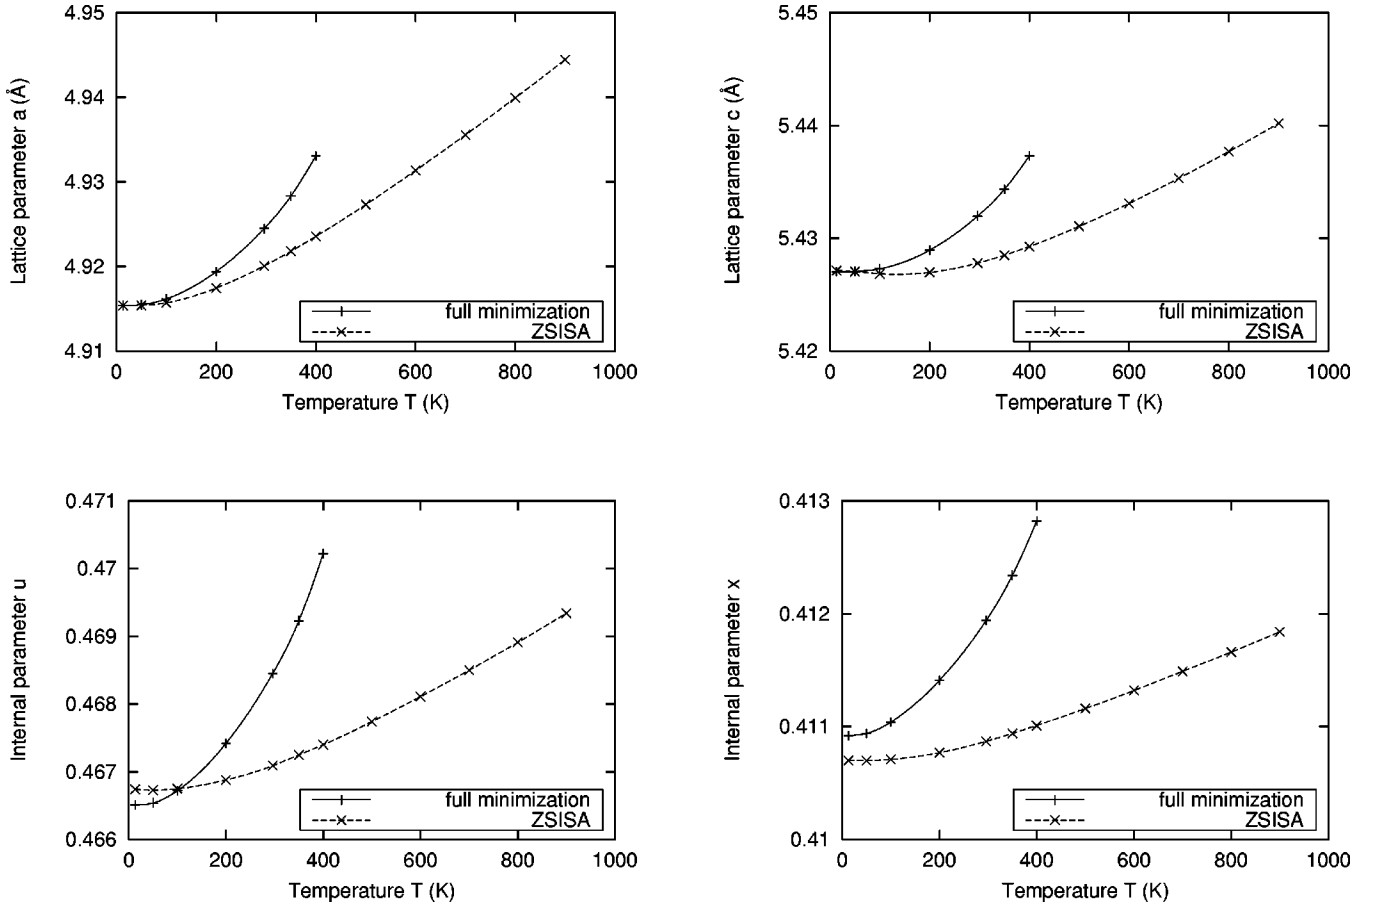 4.95
4.94
4.93
4.92
4.91
Lattice parameter a (Å)
full minimization
ZSISA
0 200 400 600 800 1000
Temperature T (K)
5.45
5.44
5.43
5.42
Lattice parameter c (Å)
full minimization
ZSISA
0 200 400 600 800 1000
Temperature T (K)
0.471
0.47
0.469
0.468
0.467
0.466
Internal parameter u
full minimization
ZSISA
0 200 400 600 800 1000
Temperature T (K)
0.413
0.412
0.411
0.41
Internal parameter x
full minimization
ZSISA
0 200 400 600 800 1000
Temperature T (K)